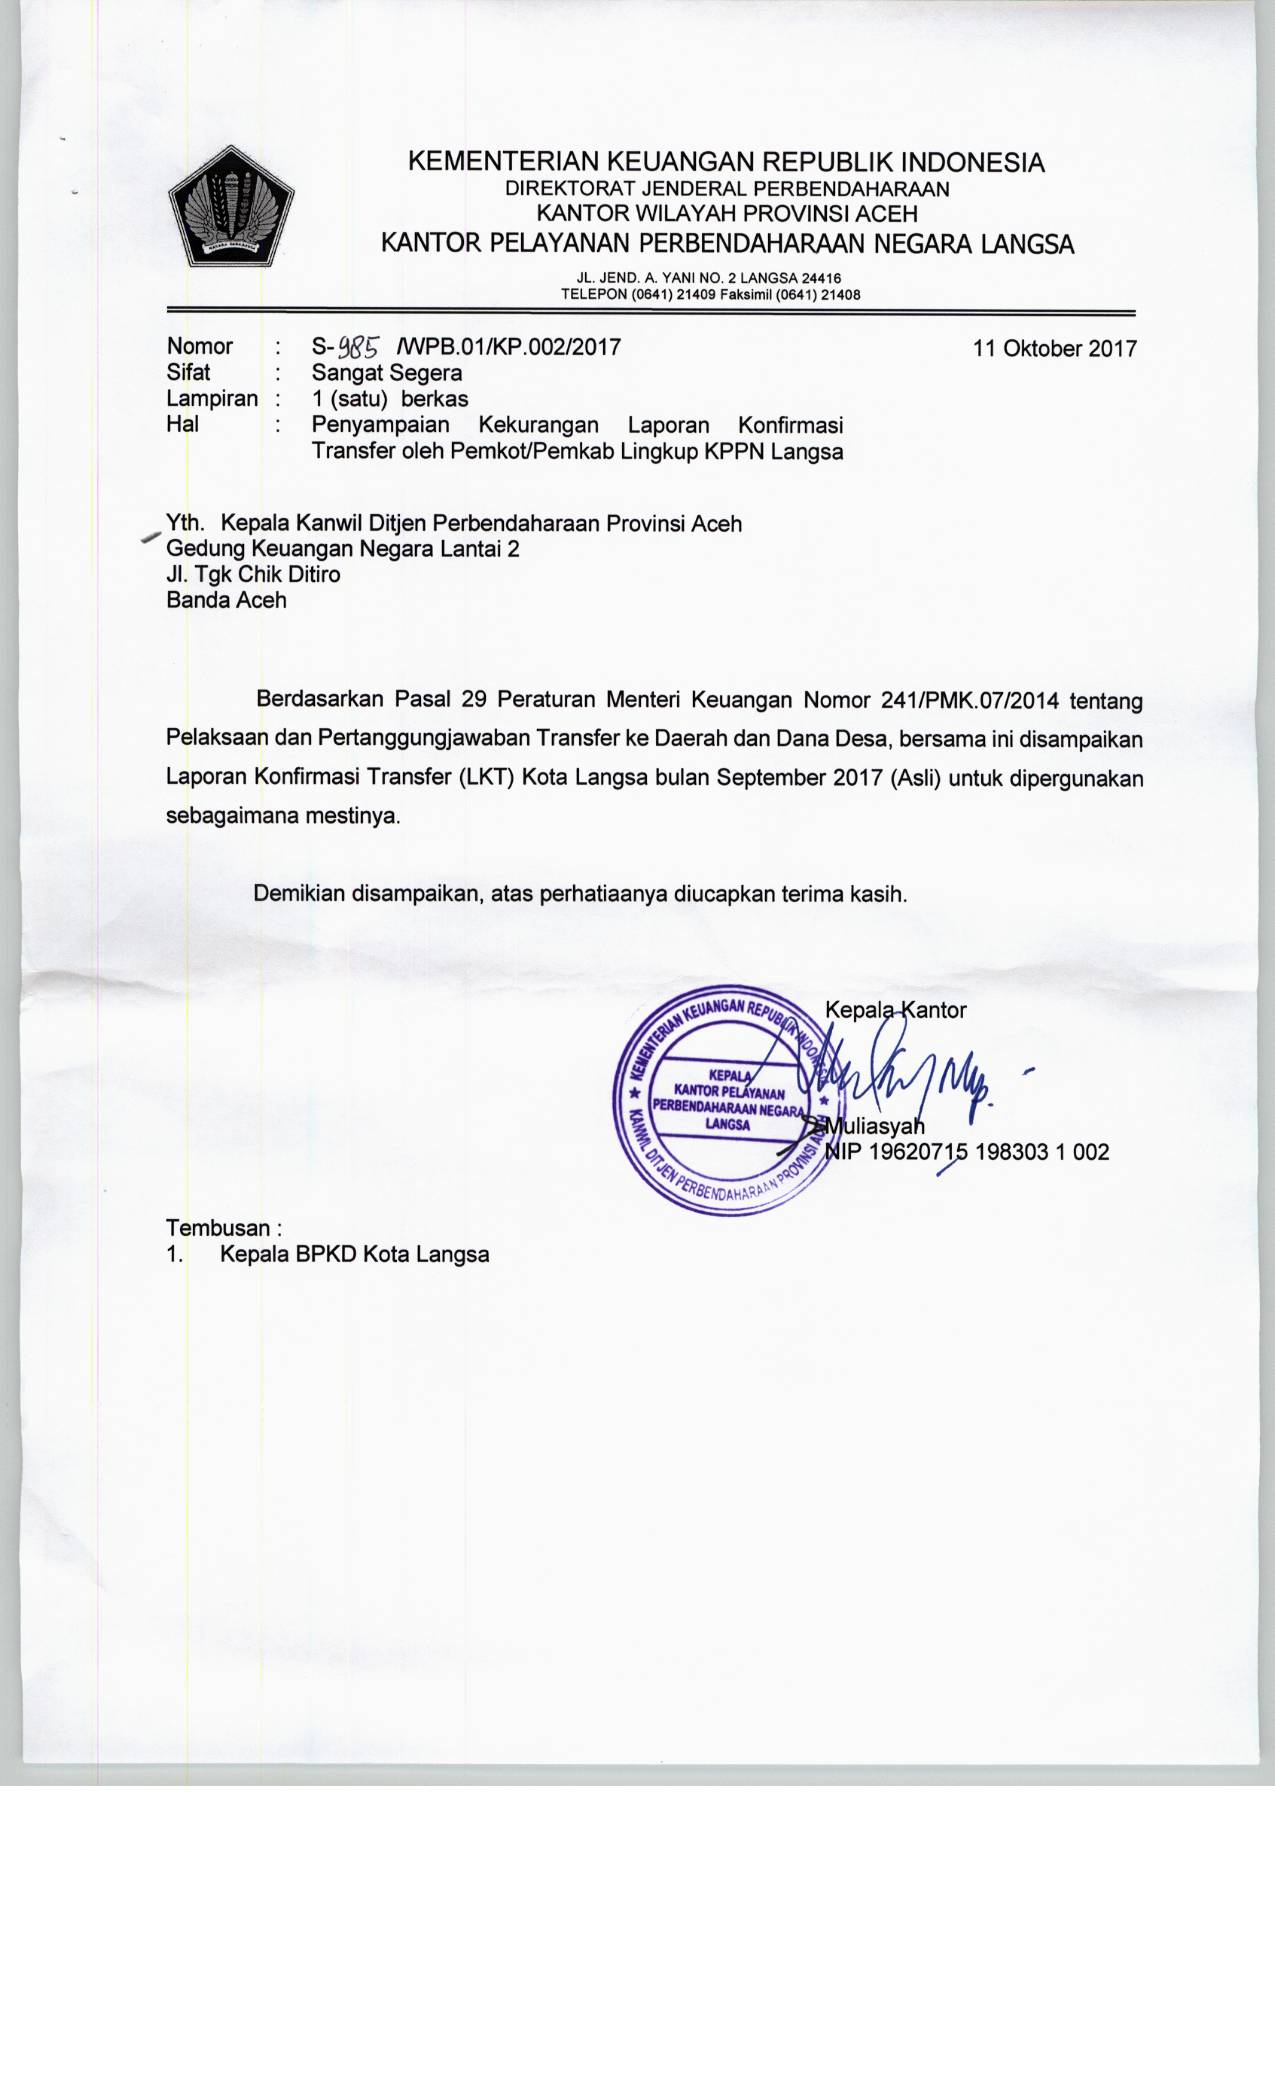 KEMENTERIAN KEUANGAN REPUBLIK INDONESIA
DIREKTORAT JENDERAL PERBENDAHARAAN
KANTOR WILAYAH PROVINSI ACEH
KANTOR PELAYANAN PERBENDAHARAAN NEGARA LANGSA
JL. JEND. A. YANI NO. 2 LANGSA 24416
TELEPON (0641) 21409 Faksimil (0641) 21408
Nomor : S-985 /WPB.01/KP.002/2017 11 Oktober 2017
Sifat : Sangat Segera
Lampiran : 1 (satu) berkas
Hal : Penyampaian Kekurangan Laporan Konfirmasi
Transfer oleh Pemkot/Pemkab Lingkup KPPN Langsa
Yth. Kepala Kanwil Ditjen Perbendaharaan Provinsi Aceh
Gedung Keuangan Negara Lantai 2
Jl. Tgk Chik Ditiro
Banda Aceh
Berdasarkan Pasal 29 Peraturan Menteri Keuangan Nomor 241/PMK.07/2014 tentang
Pelaksaan dan Pertanggungjawaban Transfer ke Daerah dan Dana Desa, bersama ini disampaikan
Laporan Konfirmasi Transfer (LKT) Kota Langsa bulan September 2017 (Asli) untuk dipergunakan
sebagaimana mestinya.
Demikian disampaikan, atas perhatiaanya diucapkan terima kasih.
Kepala Kantor
KEMENTERIAN KEUANGAN REPUBLIK INDONESIA
KEPALA
KANTOR PELAYANAN
PERBENDAHARAAN NEGARA
LANGSA
KANWIL DITJEN PERBENDAHARAAN PROVINSI ACEH
Muliasyah
NIP 19620715 198303 1 002
Tembusan :
1. Kepala BPKD Kota Langsa